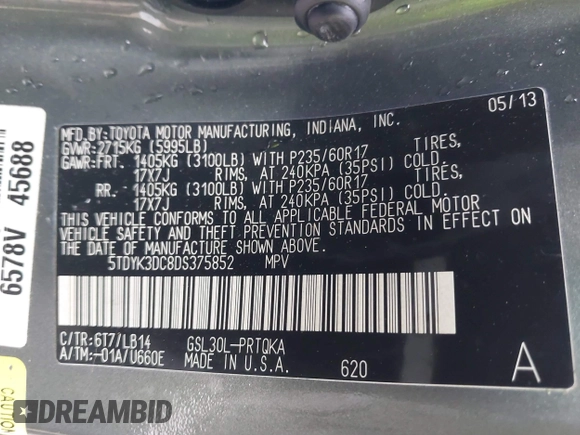 05/13
MFD.BY:TOYOTA MOTOR MANUFACTURING, INDIANA, INC.
GVWR:2715KG (5995LB)
GAWR:FRT. 1405KG (3100LB) WITH P235/60R17 TIRES,
17X7J RIMS, AT 240KPA (35PSI) COLD.
RR. 1405KG (3100LB) WITH P235/60R17 TIRES,
17X7J RIMS, AT 240KPA (35PSI) COLD.
THIS VEHICLE CONFORMS TO ALL APPLICABLE FEDERAL MOTOR
VEHICLE SAFETY AND THEFT PREVENTION STANDARDS IN EFFECT ON
THE DATE OF MANUFACTURE SHOWN ABOVE.
5TDYK3DC8DS375852 MPV
C/TR:6T7/LB14 GSL30L-PRTQKA
A/TM:-01A/U660E MADE IN U.S.A. 620 A
6578V 45688
CAUTION
DREAMBID